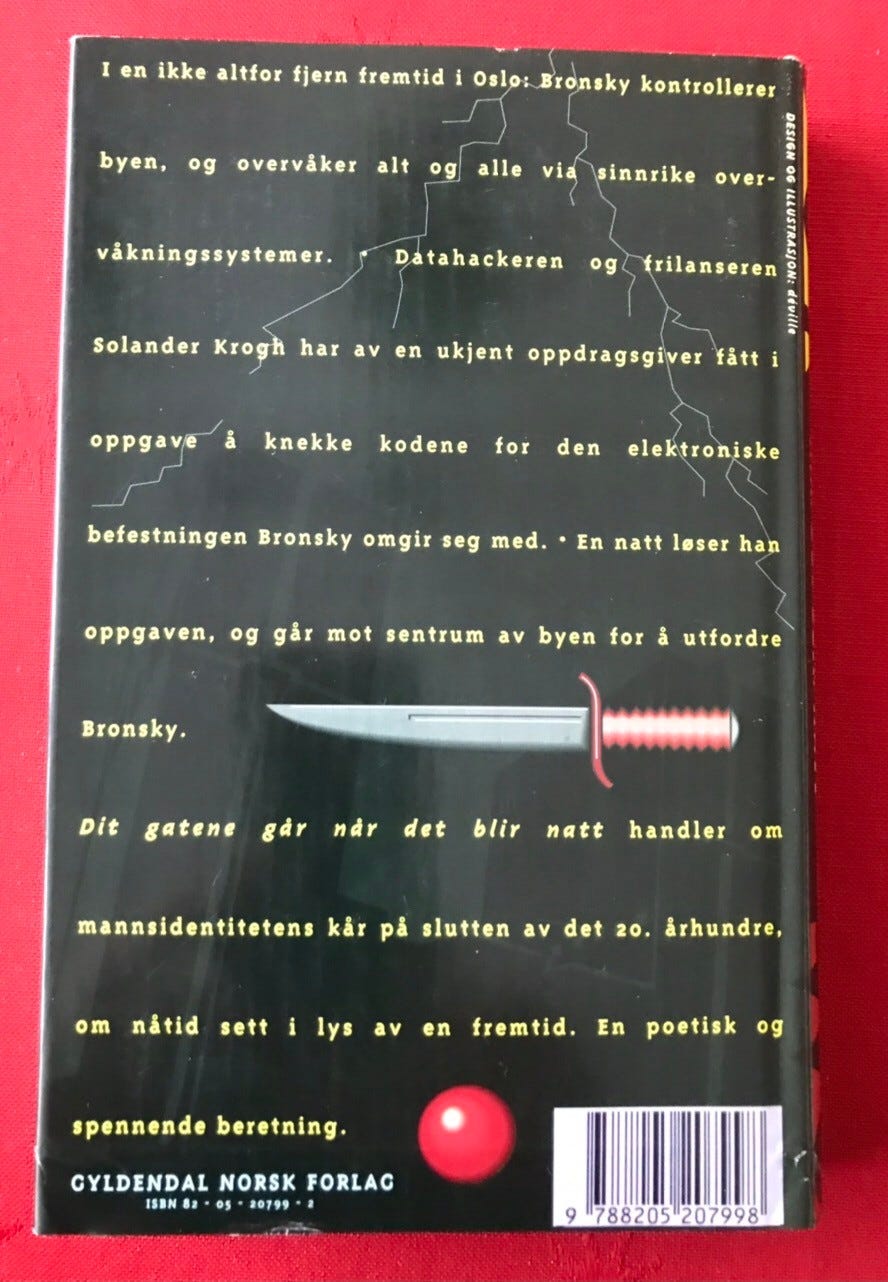 I en ikke altfor fjern fremtid i Oslo: Bronsky kontrollerer
byen, og overvåker alt og alle via sinnrike over-
våkningssystemer. • Datahackeren og frilanseren
Solander Krogh har av en ukjent oppdragsgiver fått i
oppgave å knekke kodene for den elektroniske
befestningen Bronsky omgir seg med. • En natt løser han
oppgaven, og går mot sentrum av byen for å utfordre
Bronsky.
Dit gatene går når det blir natt handler om
mannsidentitetens kår på slutten av det 20. århundre,
om nåtid sett i lys av en fremtid. En poetisk og
spennende beretning.
GYLDENDAL NORSK FORLAG
ISBN 82 - 05 - 20799 - 2
9 788205 207998
DESIGN OG ILLUSTRASJON: deville